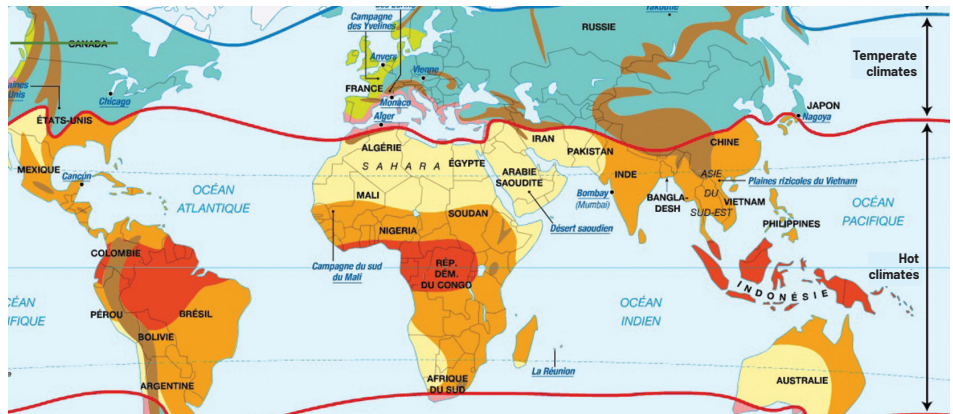 Campagne
des Yvelines
RUSSIE
CANADA
Anvers
Vienne
Temperate
climates
FRANCE
Chicago
Monaco
JAPON
Nagoya
ÉTATS-UNIS
Alger
ALGÉRIE
IRAN
CHINE
PAKISTAN
SAHARA
ÉGYPTE
MEXIQUE
Cancún
ARABIE
SAOUDITE
INDE
ASIE
DU
SUD-EST
Plaines rizicoles du Vietnam
OCÉAN
ATLANTIQUE
MALI
Bombay
(Mumbai)
BANGLA-
DESH
VIETNAM
OCÉAN
PACIFIQUE
SOUDAN
Désert saoudien
PHILIPPINES
NIGERIA
COLOMBIE
Campagne du sud
du Mali
RÉP.
DÉM.
DU CONGO
Hot
climates
INDONÉSIE
OCÉAN
PÉROU
BRÉSIL
OCÉAN
INDIEN
BOLIVIE
La Réunion
ARGENTINE
AFRIQUE
DU SUD
AUSTRALIE